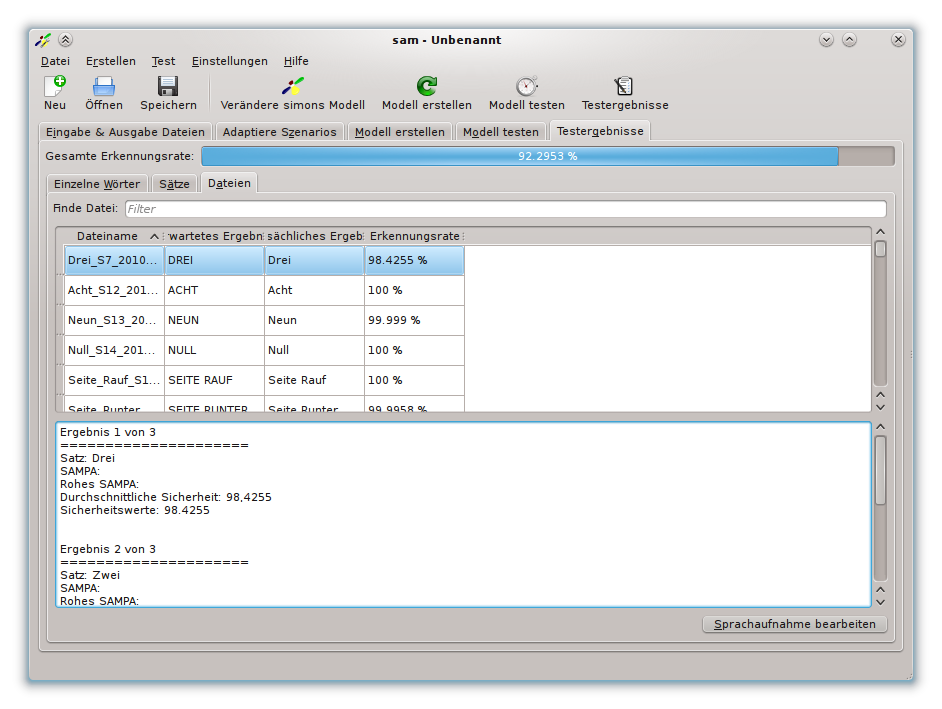 sam - Unbenannt
Datei Erstellen Test Einstellungen Hilfe
Neu Öffnen Speichern Verändere simons Modell Modell erstellen Modell testen Testergebnisse
Eingabe & Ausgabe Dateien Adaptiere Szenarios Modell erstellen Modell testen Testergebnisse
Gesamte Erkennungsrate: 92.2953 %
Einzelne Wörter Sätze Dateien
Finde Datei: Filter
Dateiname wartetes Ergebn sächliches Ergeb Erkennungsrate
Drei_S7_2010... DREI Drei 98.4255 %
Acht_S12_201... ACHT Acht 100 %
Neun_S13_20... NEUN Neun 99.999 %
Null_S14_201... NULL Null 100 %
Seite_Rauf_S1... SEITE RAUF Seite Rauf 100 %
Seite_Runter_... SEITE RUNTER Seite Runter 99.9958 %
Ergebnis 1 von 3
=====================
Satz: Drei
SAMPA:
Rohes SAMPA:
Durchschnittliche Sicherheit: 98,4255
Sicherheitswerte: 98.4255
Ergebnis 2 von 3
=====================
Satz: Zwei
SAMPA:
Rohes SAMPA:
Sprachaufnahme bearbeiten